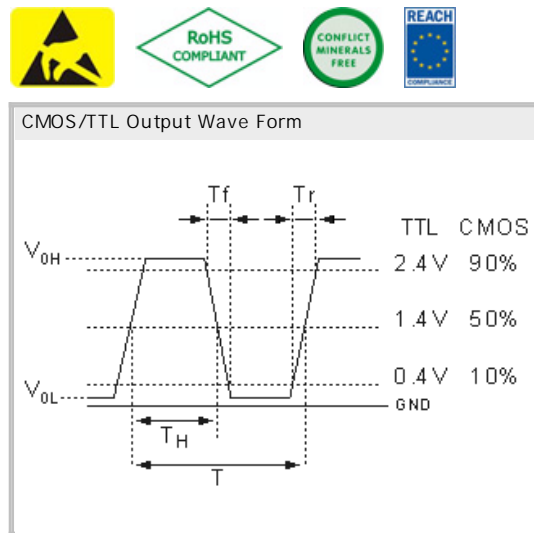 RoHS
COMPLIANT
CONFLICT
MINERALS
FREE
REACH
COMPLIANCE
CMOS/TTL Output Wave Form
Tf Tr
TTL CMOS
V0H 2.4V 90%
1.4V 50%
V0L 0.4V 10%
GND
TH
T